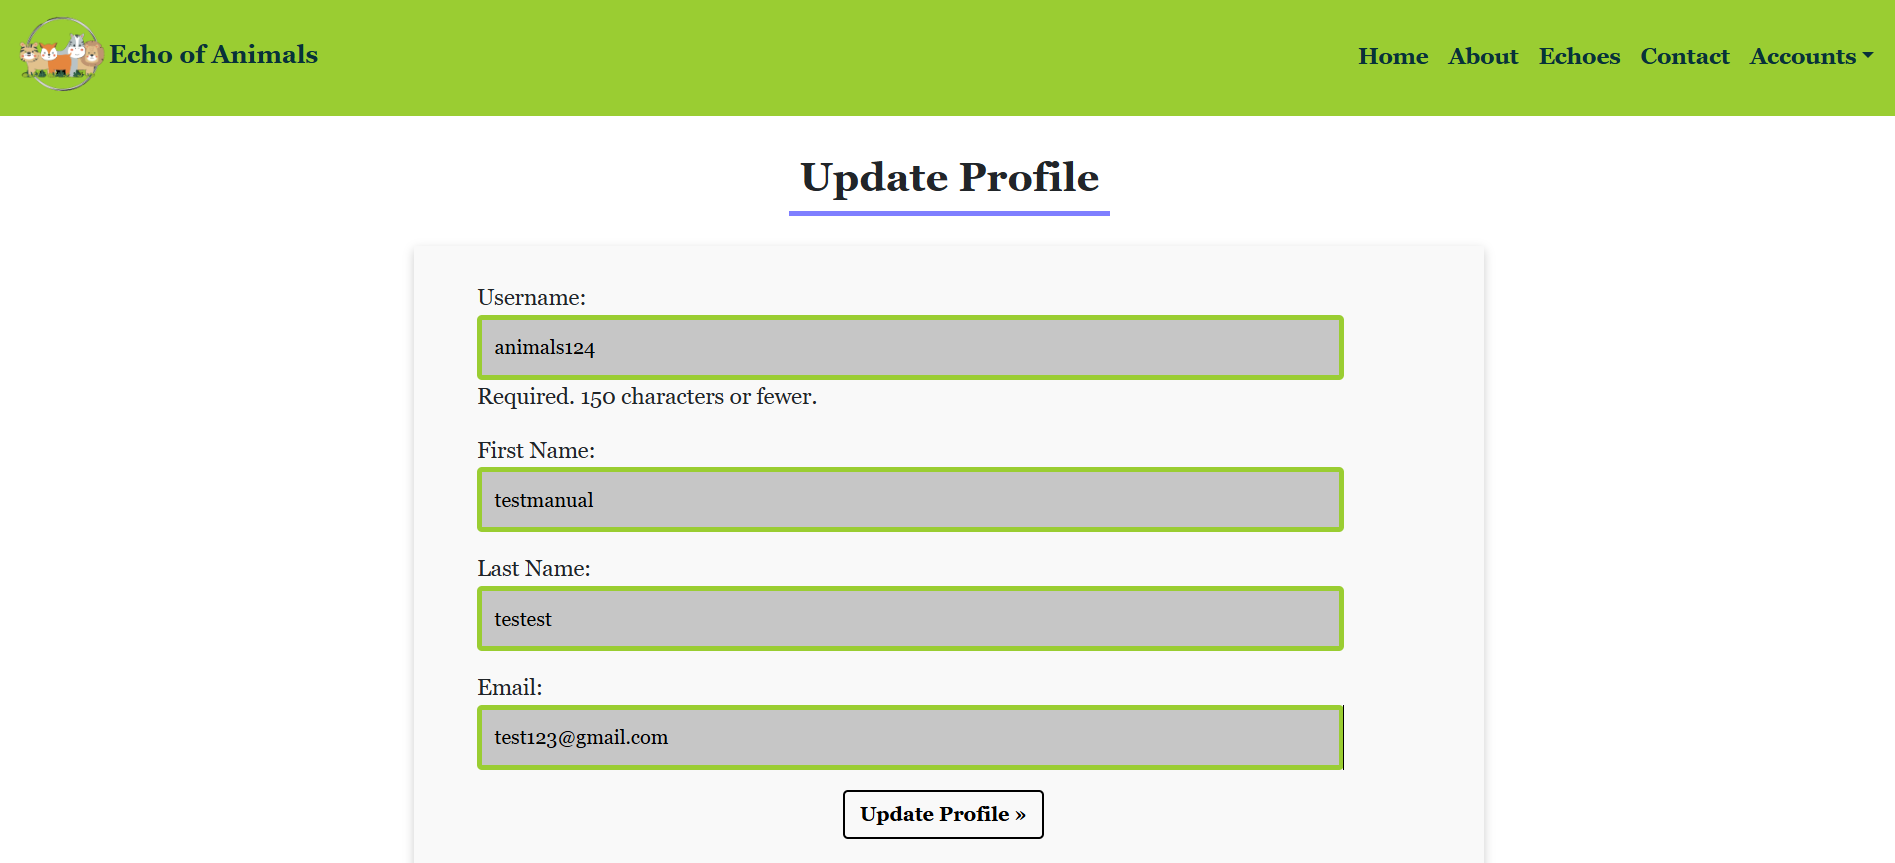 Echo of Animals
Home About Echoes Contact Accounts
Update Profile
Username:
animals124
Required. 150 characters or fewer.
First Name:
testmanual
Last Name:
testest
Email:
test123@gmail.com
Update Profile »